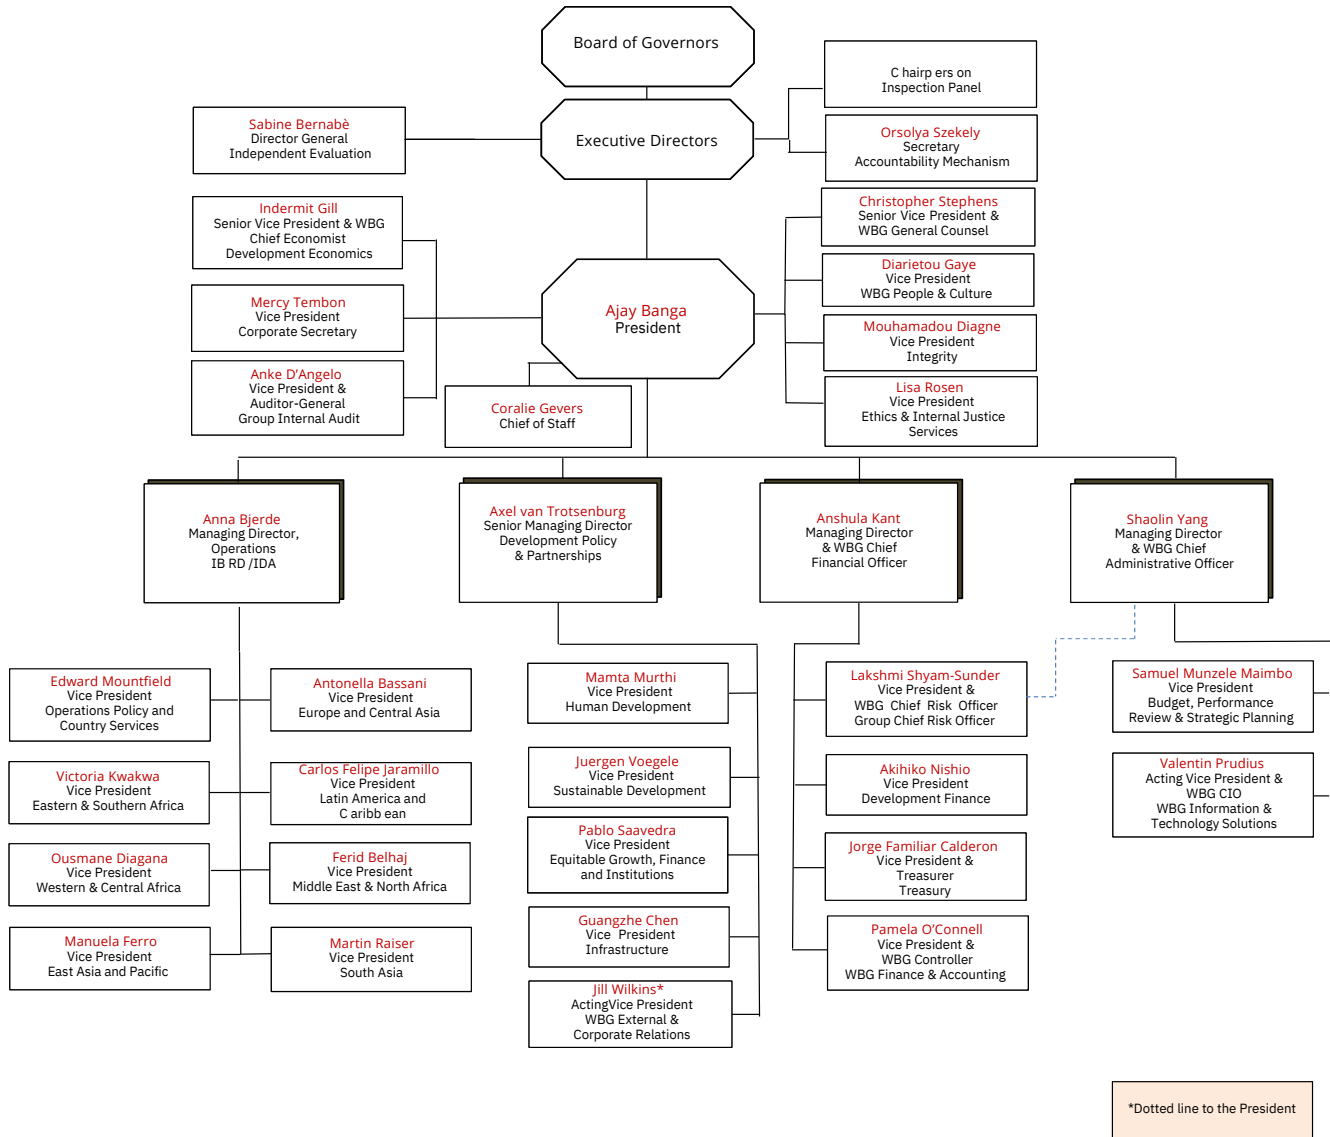 Board of Governors
C hairp ers on
Inspection Panel
Sabine Bernabè
Director General
Independent Evaluation
Executive Directors
Orsolya Szekely
Secretary
Accountability Mechanism
Indermit Gill
Senior Vice President & WBG
Chief Economist
Development Economics
Christopher Stephens
Senior Vice President &
WBG General Counsel
Diarietou Gaye
Vice President
WBG People & Culture
Mercy Tembon
Vice President
Corporate Secretary
Ajay Banga
President
Mouhamadou Diagne
Vice President
Integrity
Anke D'Angelo
Vice President &
Auditor-General
Group Internal Audit
Coralie Gevers
Chief of Staff
Lisa Rosen
Vice President
Ethics & Internal Justice
Services
Anna Bjerde
Managing Director,
Operations
IB RD /IDA
Axel van Trotsenburg
Senior Managing Director
Development Policy
& Partnerships
Anshula Kant
Managing Director
& WBG Chief
Financial Officer
Shaolin Yang
Managing Director
& WBG Chief
Administrative Officer
Edward Mountfield
Vice President
Operations Policy and
Country Services
Antonella Bassani
Vice President
Europe and Central Asia
Victoria Kwakwa
Vice President
Eastern & Southern Africa
Carlos Felipe Jaramillo
Vice President
Latin America and
C aribb ean
Ousmane Diagana
Vice President
Western & Central Africa
Ferid Belhaj
Vice President
Middle East & North Africa
Manuela Ferro
Vice President
East Asia and Pacific
Martin Raiser
Vice President
South Asia
Mamta Murthi
Vice President
Human Development
Juergen Voegele
Vice President
Sustainable Development
Pablo Saavedra
Vice President
Equitable Growth, Finance
and Institutions
Guangzhe Chen
Vice President
Infrastructure
Jill Wilkins*
ActingVice President
WBG External &
Corporate Relations
Lakshmi Shyam-Sunder
Vice President &
WBG Chief Risk Officer
Group Chief Risk Officer
Akihiko Nishio
Vice President
Development Finance
Jorge Familiar Calderon
Vice President &
Treasurer
Treasury
Pamela O'Connell
Vice President &
WBG Controller
WBG Finance & Accounting
Samuel Munzele Maimbo
Vice President
Budget, Performance
Review & Strategic Planning
Valentin Prudius
Acting Vice President &
WBG CIO
WBG Information &
Technology Solutions
*Dotted line to the President